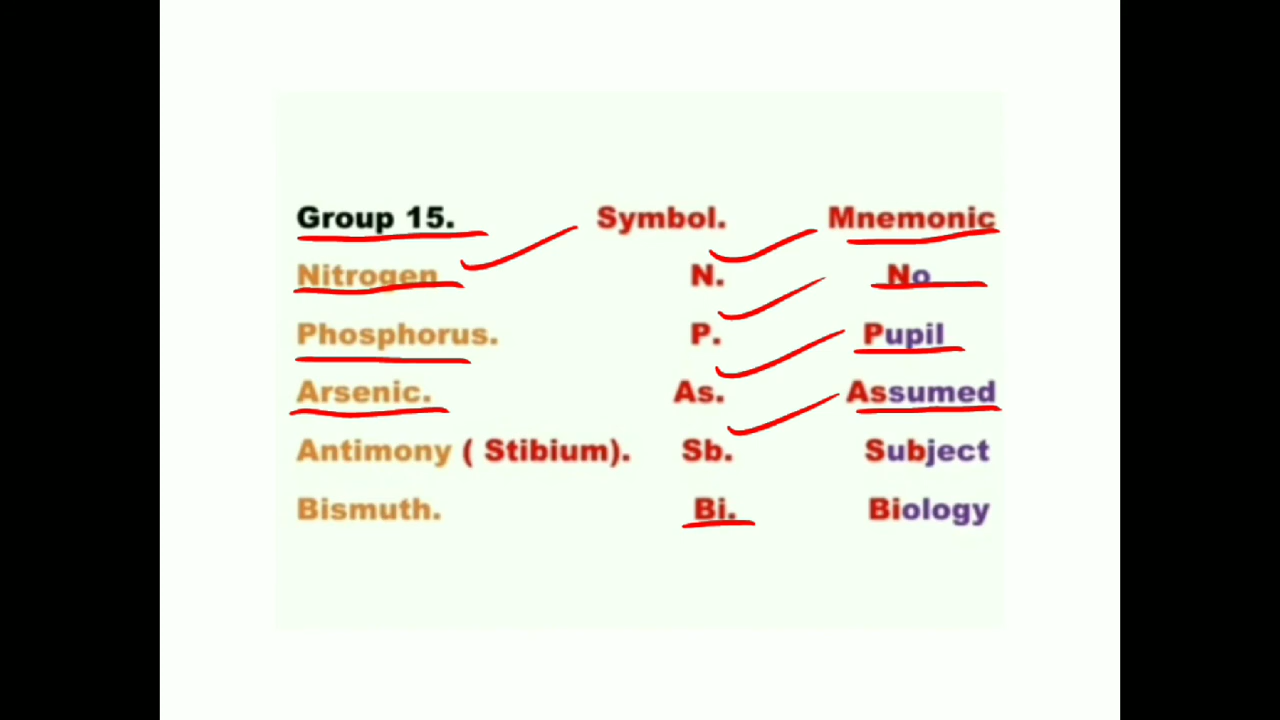 Group 15. Symbol. Mnemonic
Nitrogen N. No
Phosphorus. P. Pupil
Arsenic. As. Assumed
Antimony ( Stibium). Sb. Subject
Bismuth. Bi. Biology